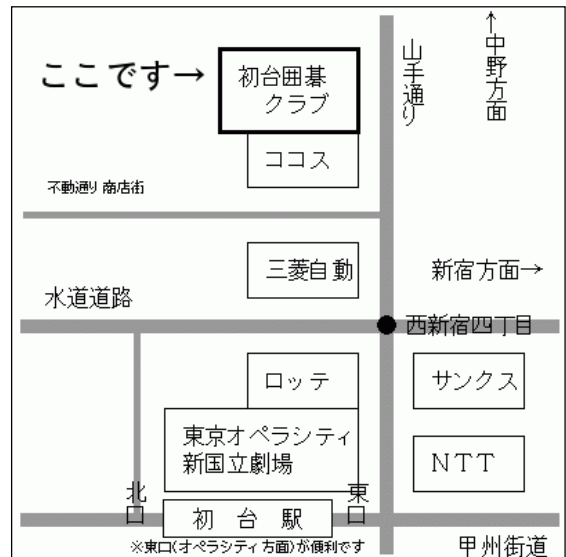 ここです→
初台囲碁
クラブ
ココス
不動通り 商店街
山手通り
↑中野方面
三菱自動
新宿方面→
水道道路
西新宿四丁目
ロッテ
サンクス
東京オペラシティ
新国立劇場
NTT
北口
東口
初台駅
※東口(オペラシティ方面)が便利です
甲州街道